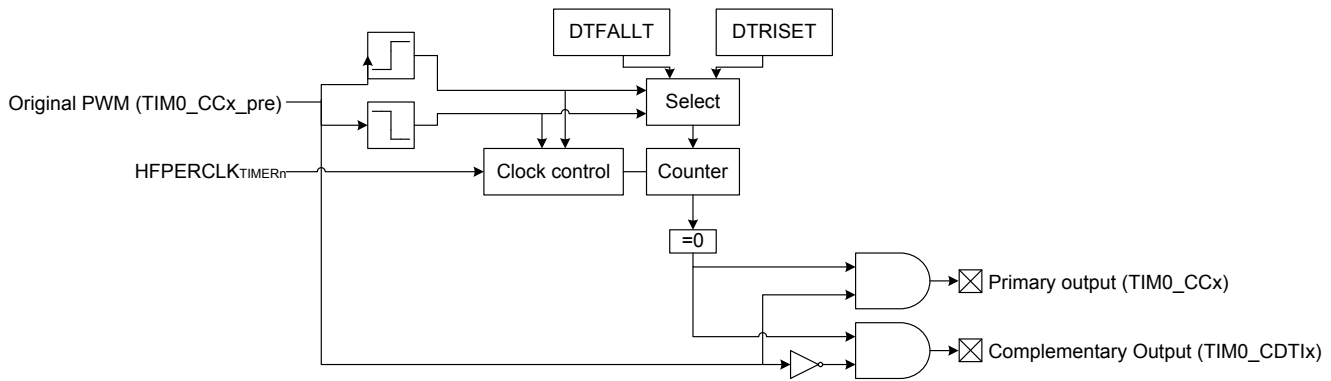 DTFALLT
DTRISET
Original PWM (TIM0_CCx_pre)
Select
HFPERCLKTIMERn
Clock control
Counter
=0
Primary output (TIM0_CCx)
Complementary Output (TIM0_CDTIx)